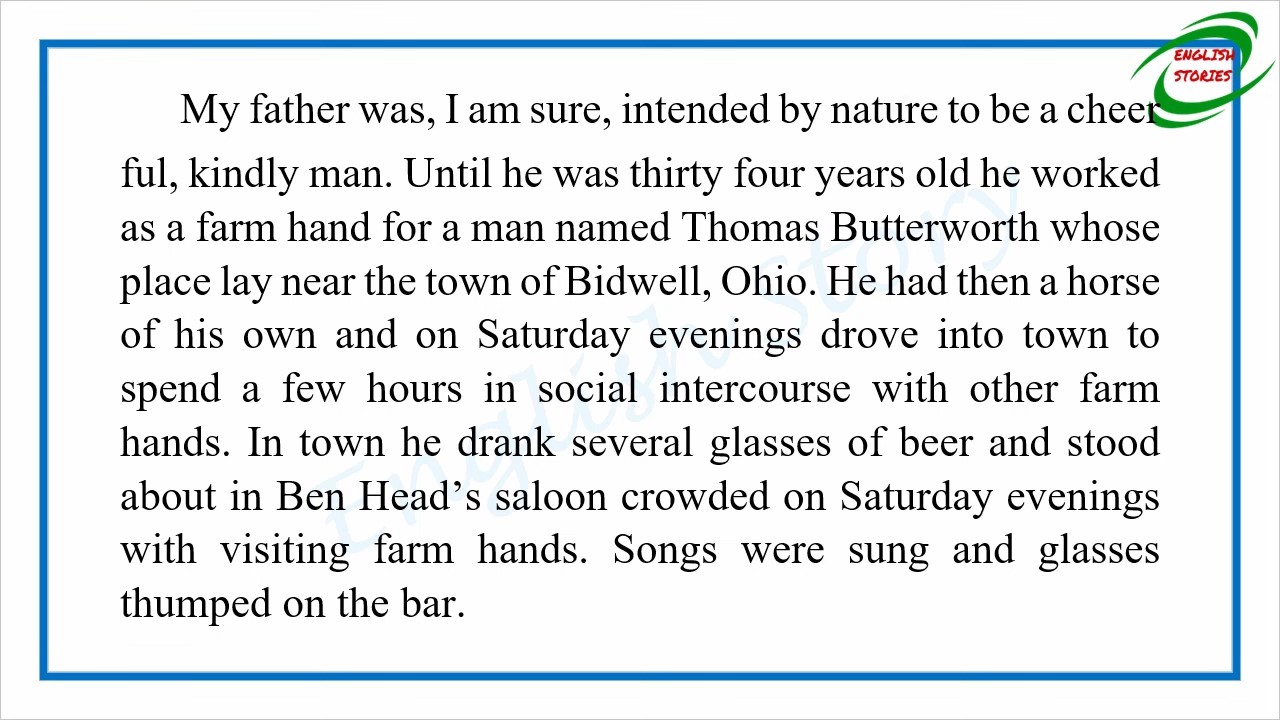 ENGLISH
STORIES
My father was, I am sure, intended by nature to be a cheer
ful, kindly man. Until he was thirty four years old he worked
as a farm hand for a man named Thomas Butterworth whose
place lay near the town of Bidwell, Ohio. He had then a horse
of his own and on Saturday evenings drove into town to
spend a few hours in social intercourse with other farm
hands. In town he drank several glasses of beer and stood
about in Ben Head’s saloon crowded on Saturday evenings
with visiting farm hands. Songs were sung and glasses
thumped on the bar.
English Story